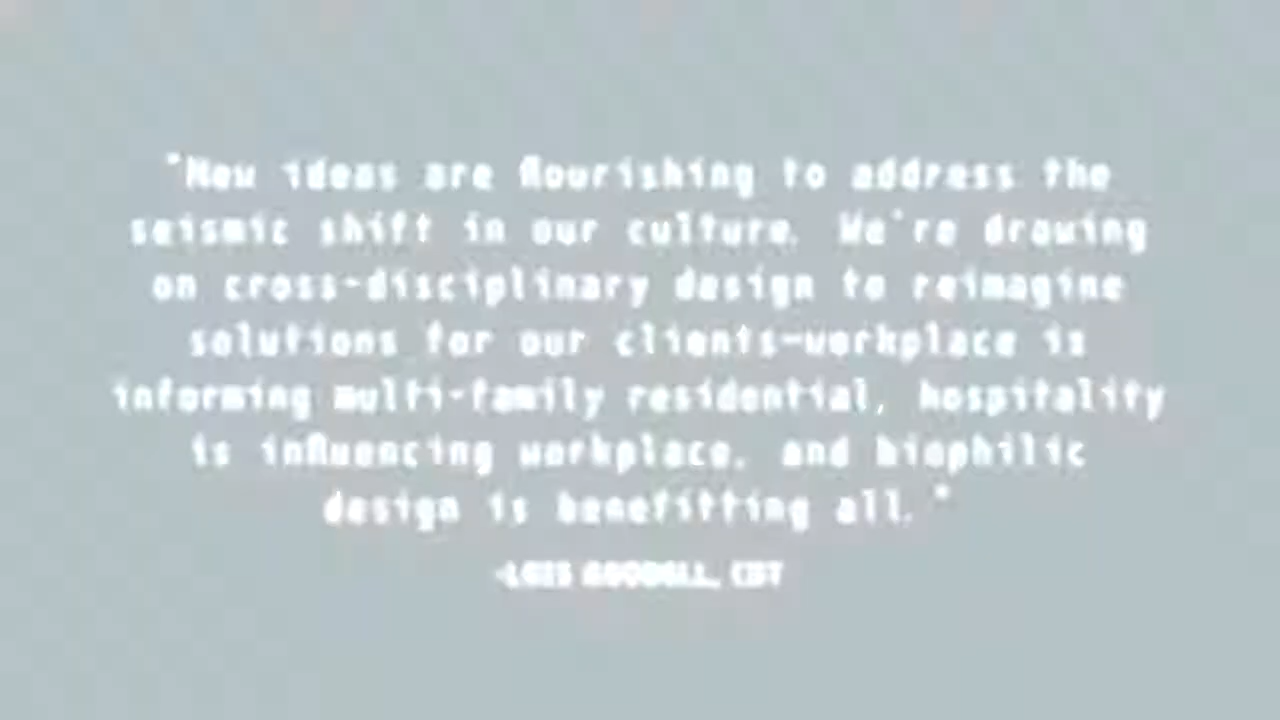 "New ideas are flourishing to address the
seismic shift in our culture. We're drawing
on cross-disciplinary design to reimagine
solutions for our clients-workplace is
informing multi-family residential, hospitality
is influencing workplace, and biophilic
design is benefitting all."
-LOIS GOODELL, CBT